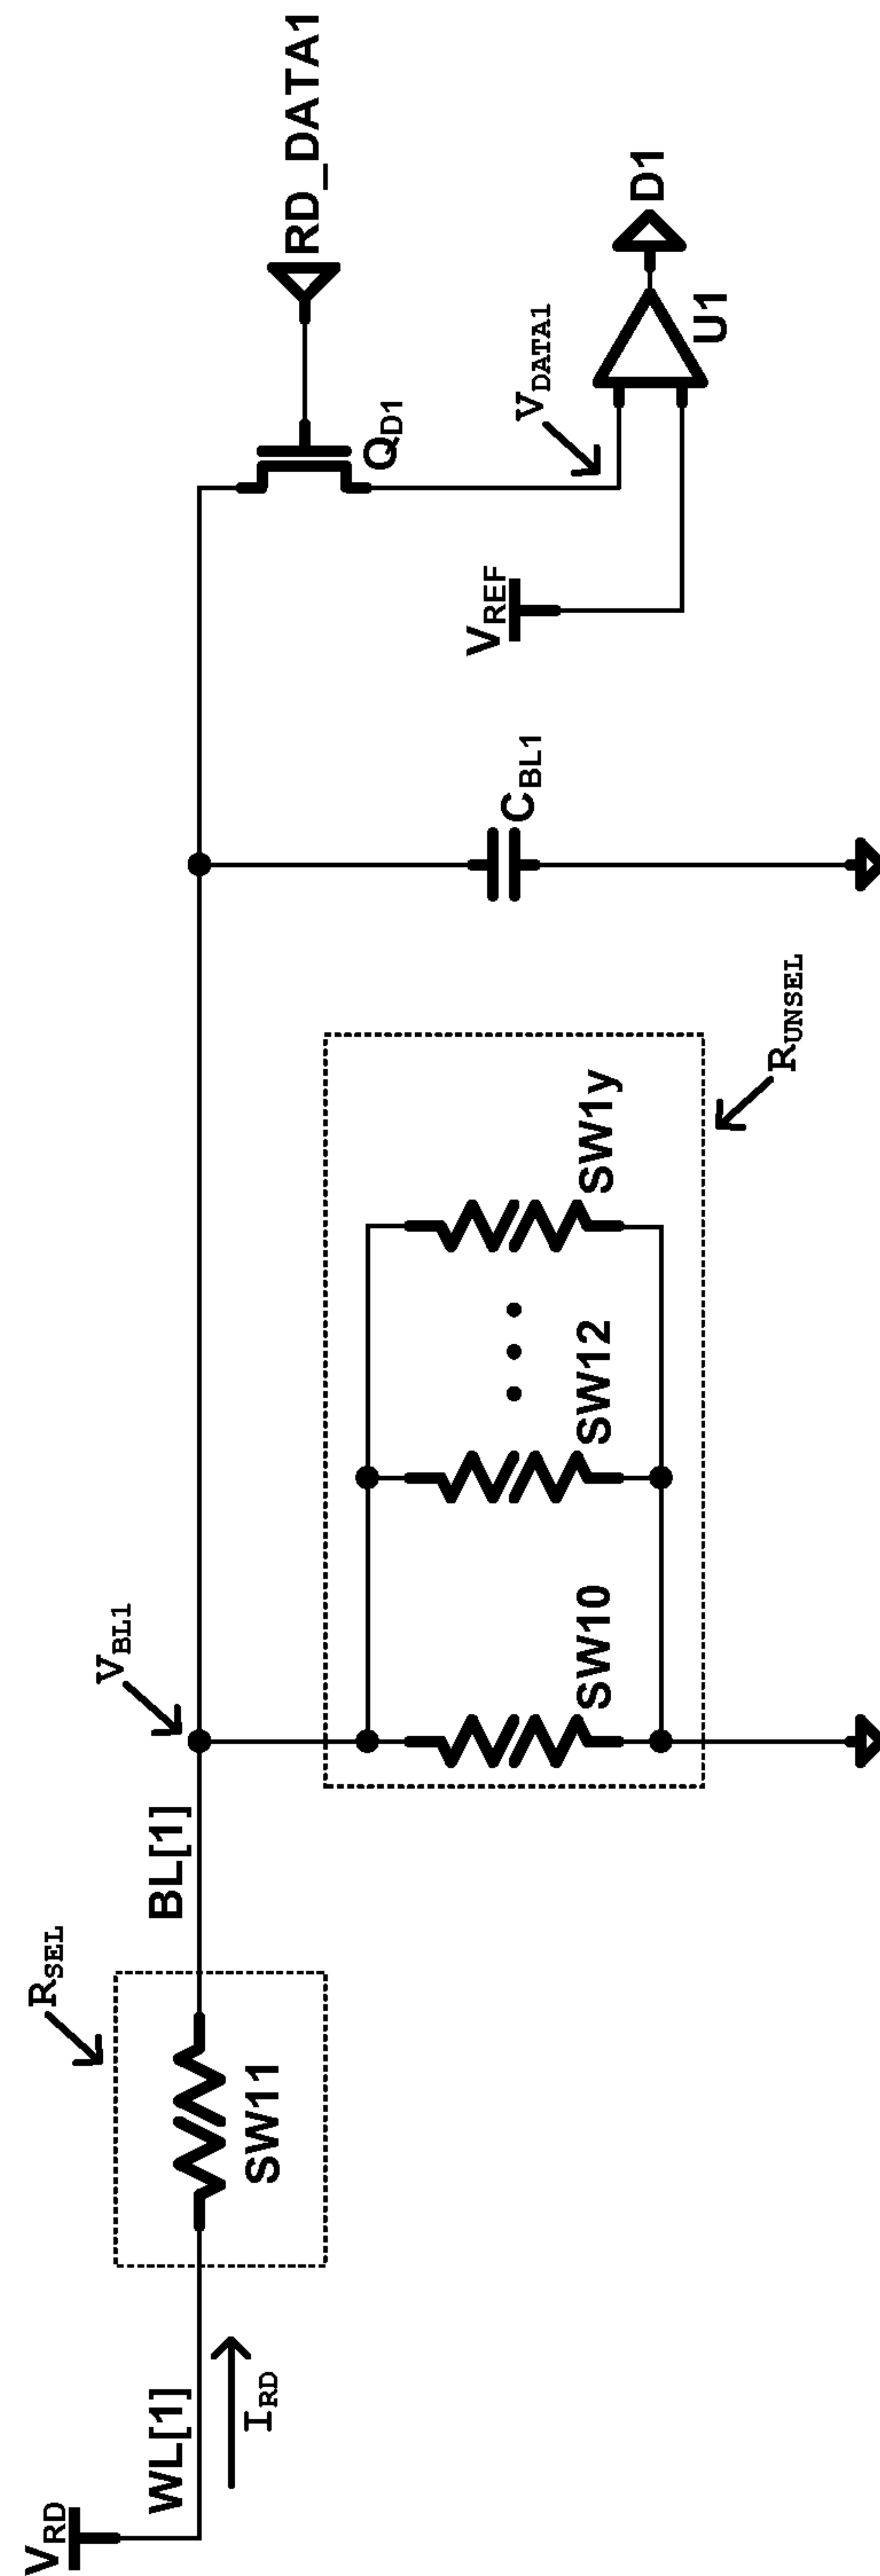 V_RD
WL[1]
I_RD
R_SEL
SW11
BL[1]
V_BL1
SW10
SW12
SW1y
R_UNSEL
C_BL1
V_REF
V_DATA1
Q_D1
RD_DATA1
U1
D1